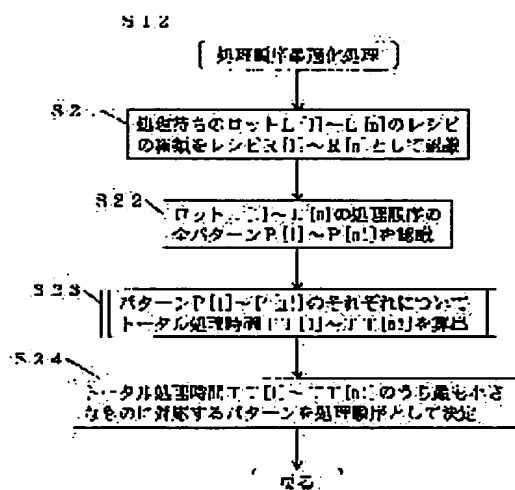 S12
処理順序最適化処理
処理待ちのロットL[1]～L[n]のレシピ
の種類をレシピR[1]～R[n]として認識
S22
ロットL[1]～L[n]の処理順序の
全パターンP[1]～P[n!]を認識
S23
パターンP[1]～P[n!]のそれぞれについて
トータル処理時間TT[1]～TT[n!]を算出
S24
トータル処理時間TT[1]～TT[n!]のうち最も小さ
なものに対応するパターンを処理順序として決定
戻る